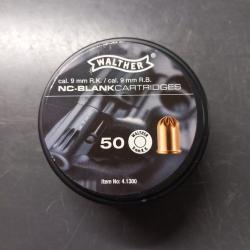 WALTHER
cal. 9 mm R.K. / cal. 9 mm R.B.
NC-BLANKCARTRIDGES
50
WALTHER
Item No: 4.1300